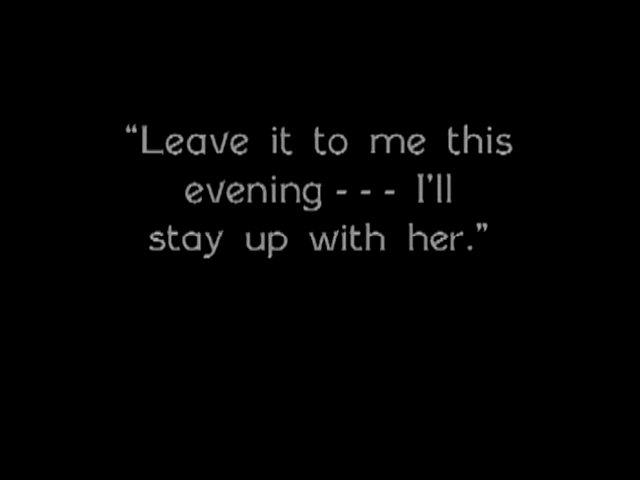 “Leave it to me this
evening - - - I’ll
stay up with her.”